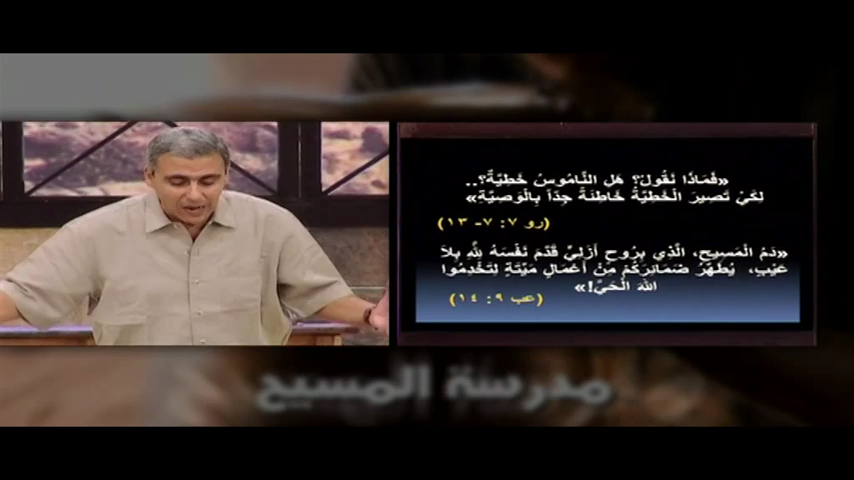 «فَمَاذَا نَقُولُ؟ هَلِ النَّامُوسُ خَطِيَّةٌ؟..
لِكَيْ تَصِيرَ الْخَطِيَّةُ خَاطِئَةً جِدًّا بِالْوَصِيَّةِ»
(رو ٧: ٧- ١٣)
«دَمُ الْمَسِيحِ، الَّذِي بِرُوحٍ أَزَلِيٍّ قَدَّمَ نَفْسَهُ لِلَّهِ بِلاَ
عَيْبٍ، يُطَهِّرُ ضَمَائِرَكُمْ مِنْ أَعْمَالٍ مَيِّتَةٍ لِتَخْدِمُوا
اللهَ الْحَيَّ!»
(عب ٩: ١٤)
مدرسة المسيح